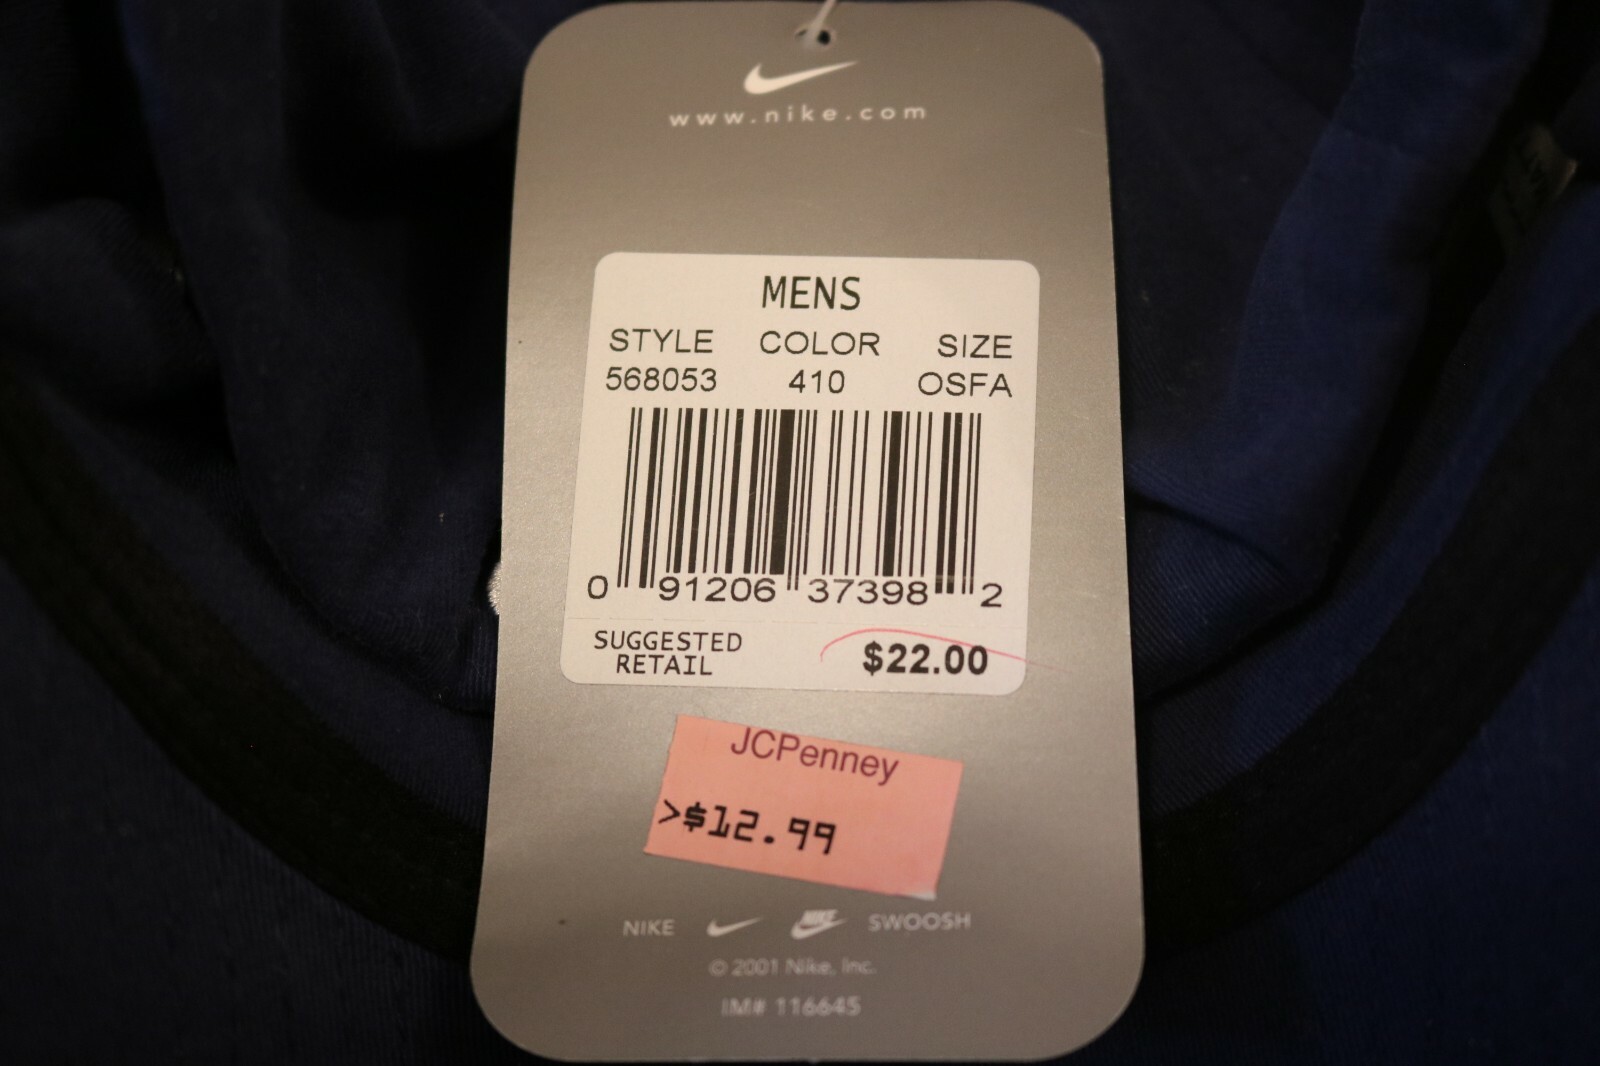 www.nike.com
MENS
STYLE COLOR SIZE
568053 410 OSFA
0 91206 37398 2
SUGGESTED
RETAIL $22.00
JCPenney
>$12.99
NIKE NIKE SWOOSH
© 2001 Nike, Inc.
IM# 116645